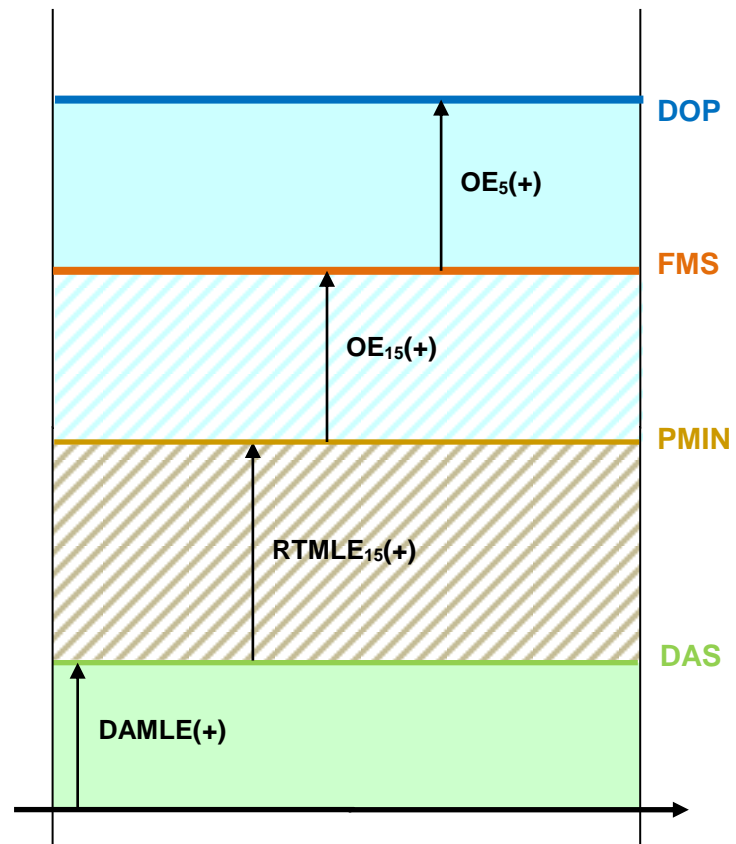 DOP
OE₅(+)
FMS
OE₁₅(+)
PMIN
RTMLE₁₅(+)
DAS
DAMLE(+)